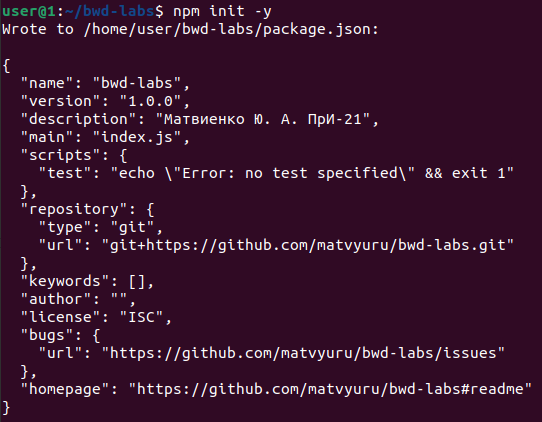 user@1:~/bwd-labs$ npm init -y
Wrote to /home/user/bwd-labs/package.json:

{
  "name": "bwd-labs",
  "version": "1.0.0",
  "description": "Матвиенко Ю. А. ПрИ-21",
  "main": "index.js",
  "scripts": {
    "test": "echo \"Error: no test specified\" && exit 1"
  },
  "repository": {
    "type": "git",
    "url": "git+https://github.com/matvyuru/bwd-labs.git"
  },
  "keywords": [],
  "author": "",
  "license": "ISC",
  "bugs": {
    "url": "https://github.com/matvyuru/bwd-labs/issues"
  },
  "homepage": "https://github.com/matvyuru/bwd-labs#readme"
}